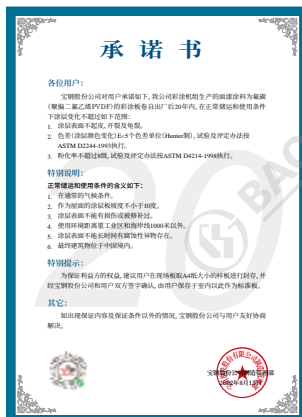 承诺书
各位用户：
宝钢股份公司对用户承诺如下，我公司彩涂机组生产的面漆涂料为氟碳
（聚偏二氟乙烯PVDF）的彩涂板卷自出厂后20年内，在正常储运和使用条件
下涂层变化不超过如下范围：
1. 涂层表面不起皮、开裂及龟裂。
2. 色差（涂层颜色变化）E≤5个色差单位（Hunter制），试验及评定办法按
ASTM D2244-1993执行。
3. 粉化率不超过8级，试验及评定办法按ASTM D4214-1998执行。
特别说明：
正常储运和使用条件的含义如下：
1. 在通常的气候条件。
2. 作为屋面的涂层板坡度不小于10度。
3. 涂层表面不能有损伤或被修补过。
4. 使用环境距离重工业区和海岸线1000米以外。
5. 涂层表面不能长时间有腐蚀性异物存在。
6. 最终建筑物位于中国境内。
特别提示：
为保证利益方的权益，建议用户在现场板取A4纸大小的样板进行封存，并
经宝钢股份公司和用户双方签字确认，由用户保存于室内以此作为标准板。
其它：
如出现保证内容及保证条件以外的情况，宝钢股份公司与用户友好协商
解决。
20
BAO